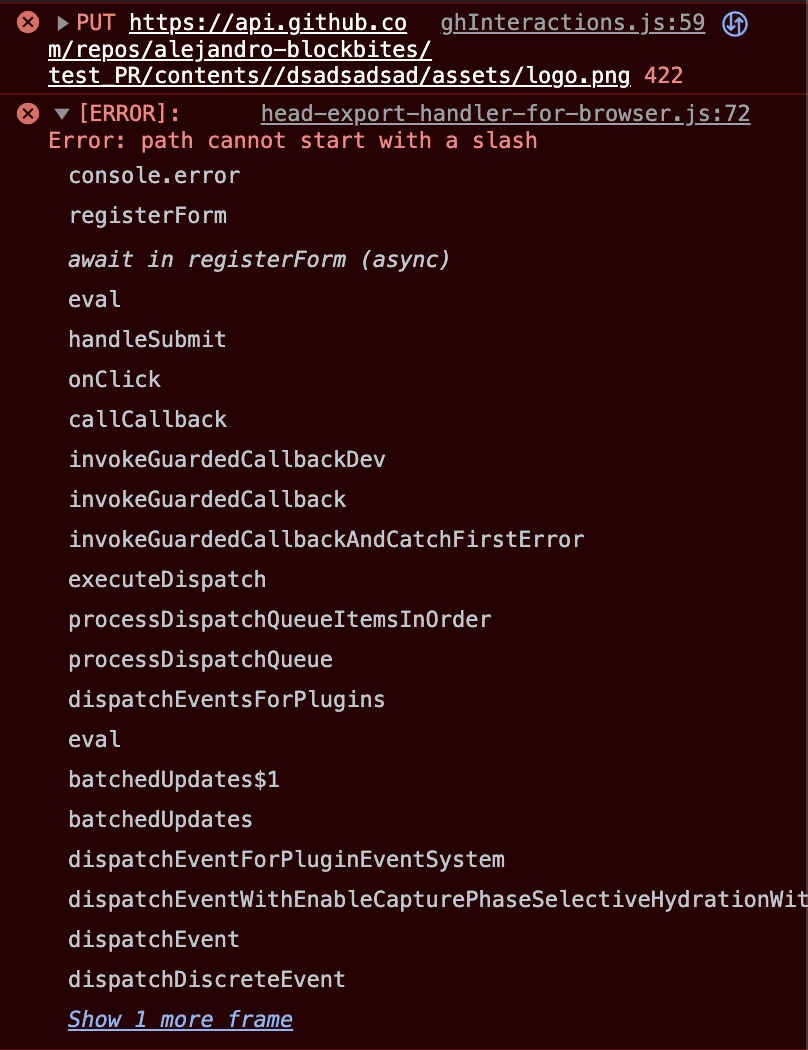 PUT https://api.github.co ghInteractions.js:59
m/repos/alejandro-blockbites/
test_PR/contents//dsadsadsad/assets/logo.png 422
[ERROR]: head-export-handler-for-browser.js:72
Error: path cannot start with a slash
console.error
registerForm
await in registerForm (async)
eval
handleSubmit
onClick
callCallback
invokeGuardedCallbackDev
invokeGuardedCallback
invokeGuardedCallbackAndCatchFirstError
executeDispatch
processDispatchQueueItemsInOrder
processDispatchQueue
dispatchEventsForPlugins
eval
batchedUpdates$1
batchedUpdates
dispatchEventForPluginEventSystem
dispatchEventWithEnableCapturePhaseSelectiveHydrationWit
dispatchEvent
dispatchDiscreteEvent
Show 1 more frame